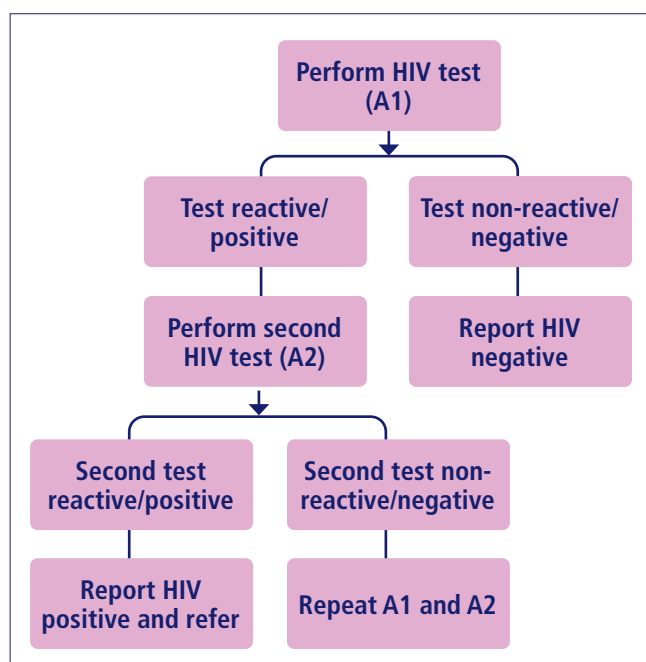 Perform HIV test
(A1)
Test reactive/
positive
Test non-reactive/
negative
Perform second
HIV test (A2)
Report HIV
negative
Second test
reactive/positive
Second test non-
reactive/negative
Report HIV
positive and refer
Repeat A1 and A2